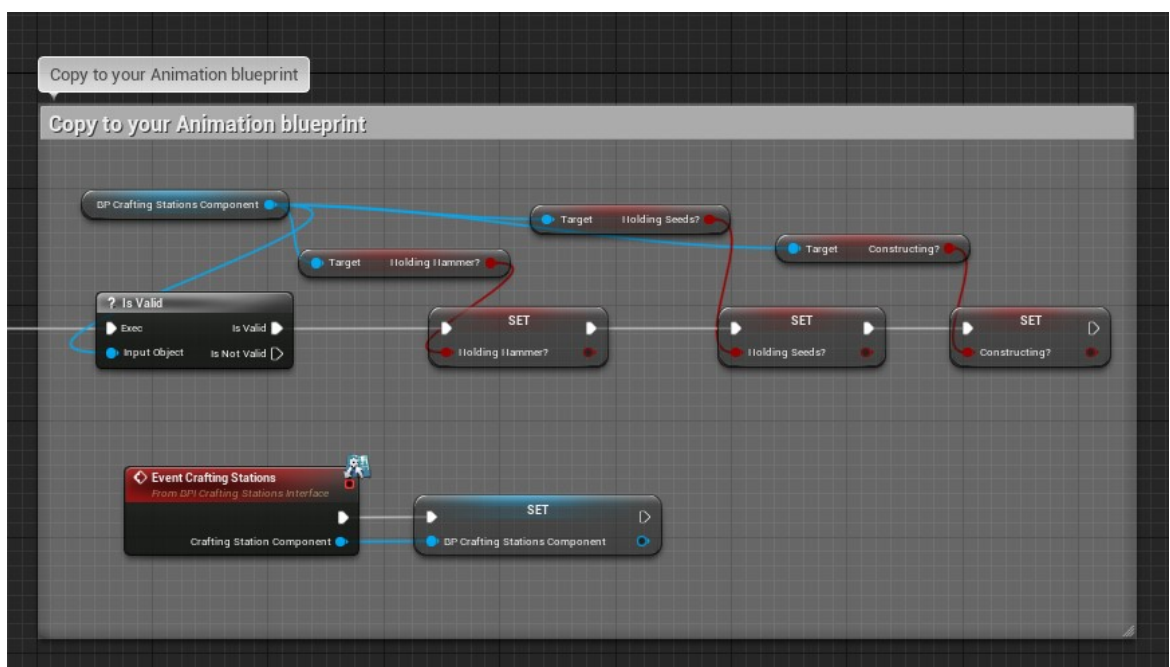 Copy to your Animation blueprint
Copy to your Animation blueprint
BP Crafting Stations Component
Target Holding Seeds?
Target Constructing?
Target Holding Hammer?
? Is Valid
Exec Is Valid
Input Object Is Not Valid
SET
Holding Hammer?
SET
Holding Seeds?
SET
Constructing?
Event Crafting Stations
From BPI Crafting Stations Interface
Crafting Station Component
SET
BP Crafting Stations Component